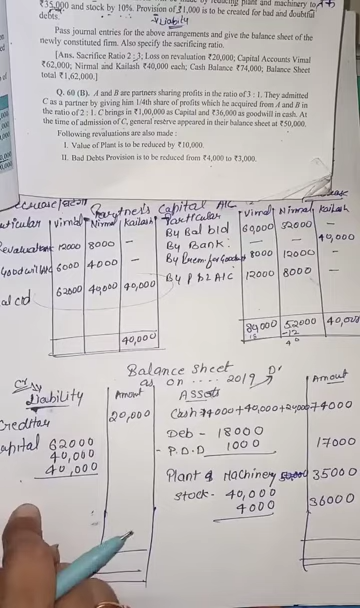 ₹35,000 and stock by 10%. Provision of ₹1,000 is to be created for bad and doubtful
debts.
Liability
Pass journal entries for the above arrangements and give the balance sheet of the
newly constituted firm. Also specify the sacrificing ratio.
[Ans. Sacrifice Ratio 2 : 3; Loss on revaluation ₹20,000; Capital Accounts Vimal
₹62,000; Nirmal and Kailash ₹40,000 each; Cash Balance ₹74,000; Balance Sheet
total ₹1,62,000.]
Q. 60 (B). A and B are partners sharing profits in the ratio of 3 : 1. They admitted
C as a partner by giving him 1/4th share of profits which he acquired from A and B in
the ratio of 2 : 1. C brings in ₹1,00,000 as Capital and ₹36,000 as goodwill in cash. At
the time of admission of C, general reserve appeared in their balance sheet at ₹50,000.
Following revaluations are also made :
I. Value of Plant is to be reduced by ₹10,000.
II. Bad Debts Provision is to be reduced from ₹4,000 to ₹3,000.
Partner's Capital A/C
Particular Vimal Nirmal Kailash Particular Vimal Nirmal Kailash
By Bal b/d 60,000 32000 -
By Bank - - 40,000
12000 8000 - By Prem. for Goodwill 8000 12000 -
Goodwill A/c 6000 4000 - By P & L A/C 12000 8000 -
62000 40,000 40,000
40,000 52000 40,000
Balance Sheet
as on .... 2019
Liability Amount Assets Amount
Creditor 20,000 74000
Capital 62000 Deb - 18000
40,000 - P.D.D 1000 17000
40,000 Plant & Machinery 35000
Stock - 40,000
4000 36000